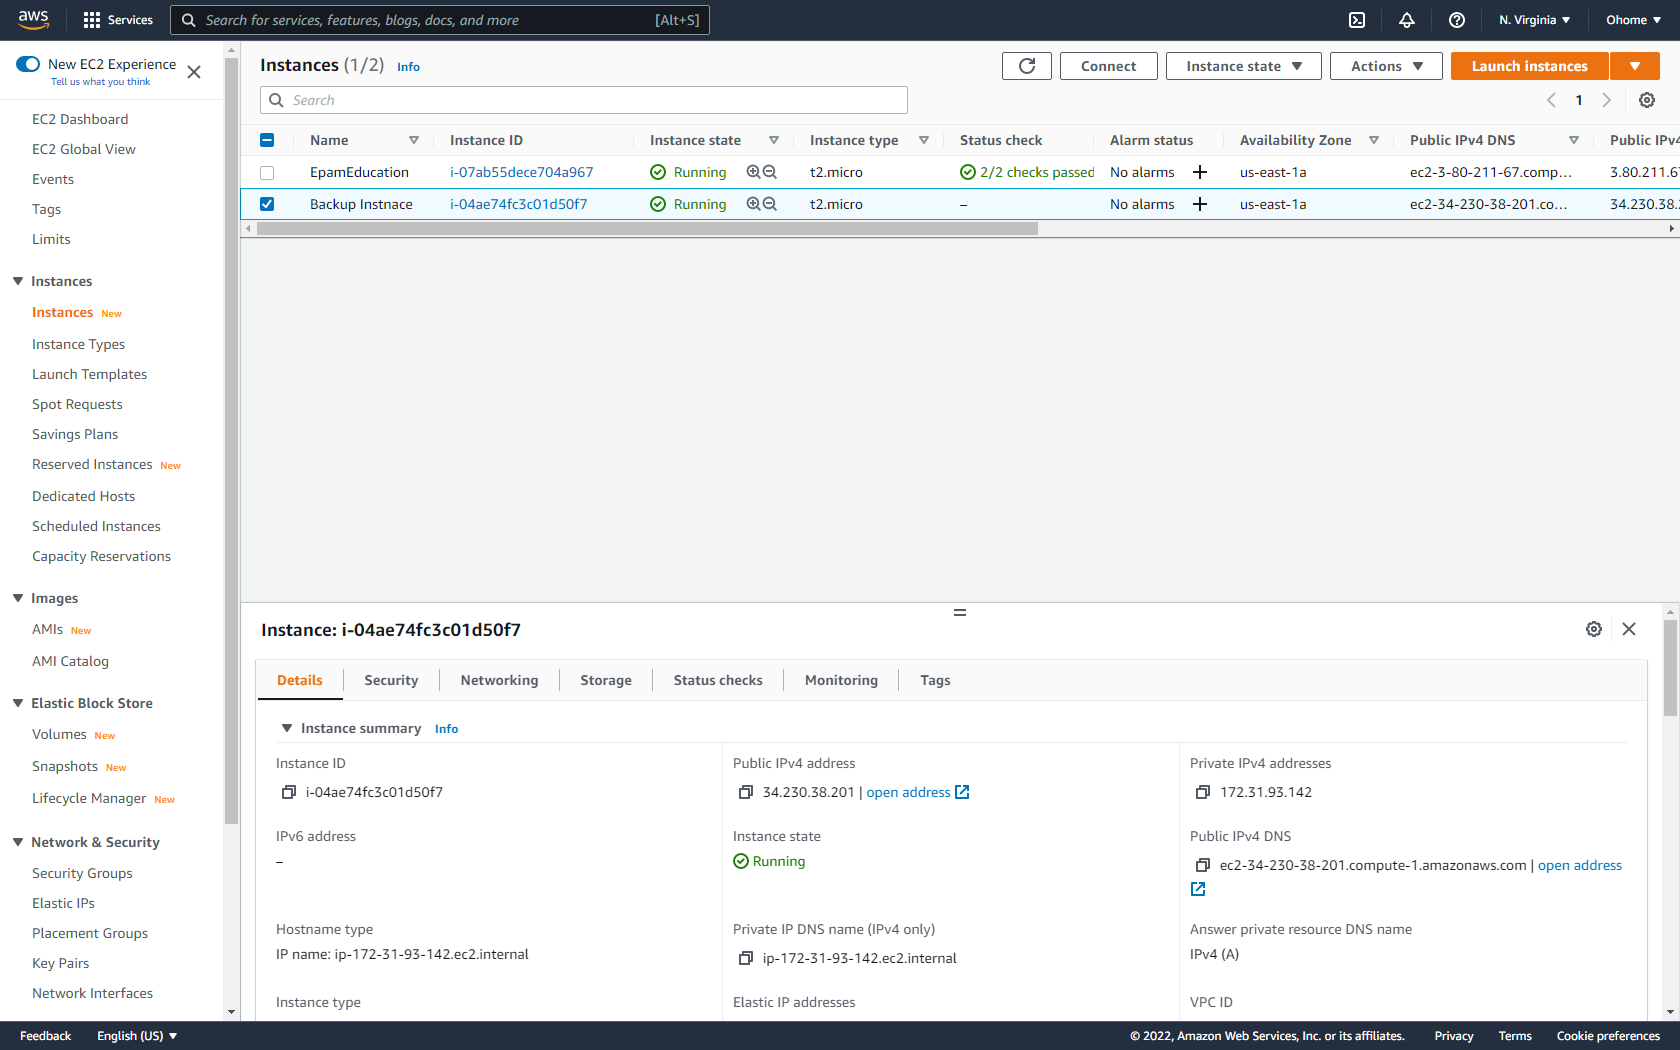 aws Services Search for services, features, blogs, docs, and more [Alt+S] N. Virginia Ohome
New EC2 Experience
Tell us what you think
EC2 Dashboard
EC2 Global View
Events
Tags
Limits
Instances
Instances New
Instance Types
Launch Templates
Spot Requests
Savings Plans
Reserved Instances New
Dedicated Hosts
Scheduled Instances
Capacity Reservations
Images
AMIs New
AMI Catalog
Elastic Block Store
Volumes New
Snapshots New
Lifecycle Manager New
Network & Security
Security Groups
Elastic IPs
Placement Groups
Key Pairs
Network Interfaces
Instances (1/2) Info Connect Instance state Actions Launch instances
Search 1
Name Instance ID Instance state Instance type Status check Alarm status Availability Zone Public IPv4 DNS Public IPv4
EpamEducation i-07ab55dece704a967 Running t2.micro 2/2 checks passed No alarms us-east-1a ec2-3-80-211-67.comp... 3.80.211.6
Backup Instnace i-04ae74fc3c01d50f7 Running t2.micro – No alarms us-east-1a ec2-34-230-38-201.co... 34.230.38.
Instance: i-04ae74fc3c01d50f7
Details Security Networking Storage Status checks Monitoring Tags
Instance summary Info
Instance ID Public IPv4 address Private IPv4 addresses
i-04ae74fc3c01d50f7 34.230.38.201 | open address 172.31.93.142
IPv6 address Instance state Public IPv4 DNS
– Running ec2-34-230-38-201.compute-1.amazonaws.com | open address
Hostname type Private IP DNS name (IPv4 only) Answer private resource DNS name
IP name: ip-172-31-93-142.ec2.internal ip-172-31-93-142.ec2.internal IPv4 (A)
Instance type Elastic IP addresses VPC ID
Feedback English (US) © 2022, Amazon Web Services, Inc. or its affiliates. Privacy Terms Cookie preferences